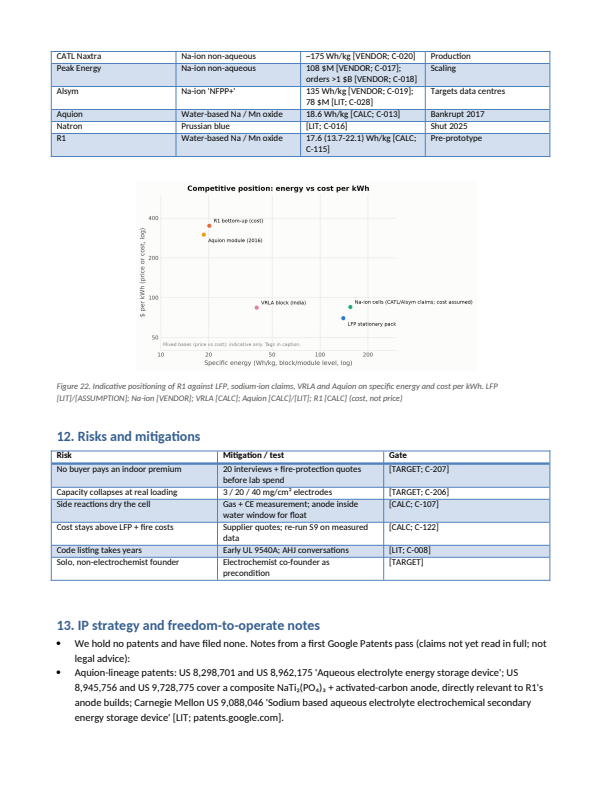 CATL Naxtra Na-ion non-aqueous ~175 Wh/kg [VENDOR; C-020] Production
Peak Energy Na-ion non-aqueous 108 $M [VENDOR; C-017]; Scaling
orders >1 $B [VENDOR; C-018]
Alsym Na-ion 'NFPP+' 135 Wh/kg [VENDOR; C-019]; Targets data centres
78 $M [LIT; C-028]
Aquion Water-based Na / Mn oxide 18.6 Wh/kg [CALC; C-013] Bankrupt 2017
Natron Prussian blue [LIT; C-016] Shut 2025
R1 Water-based Na / Mn oxide 17.6 (13.7-22.1) Wh/kg [CALC; Pre-prototype
C-115]
Competitive position: energy vs cost per kWh
$ per kWh (price or cost, log)
400
200
100
50
R1 bottom-up (cost)
Aquion module (2016)
VRLA block (India)
Na-ion cells (CATL/Alsym claims; cost assumed)
LFP stationary pack
Mixed bases (price vs cost): indicative only. Tags in caption.
10 20 50 100 200
Specific energy (Wh/kg, block/module level, log)
Figure 22. Indicative positioning of R1 against LFP, sodium-ion claims, VRLA and Aquion on specific energy and cost per kWh. LFP
[LIT]/[ASSUMPTION]; Na-ion [VENDOR]; VRLA [CALC]; Aquion [CALC]/[LIT]; R1 [CALC] (cost, not price)
12. Risks and mitigations
Risk Mitigation / test Gate
No buyer pays an indoor premium 20 interviews + fire-protection quotes [TARGET; C-207]
before lab spend
Capacity collapses at real loading 3 / 20 / 40 mg/cm² electrodes [TARGET; C-206]
Side reactions dry the cell Gas + CE measurement; anode inside [CALC; C-107]
water window for float
Cost stays above LFP + fire costs Supplier quotes; re-run S9 on measured [CALC; C-122]
data
Code listing takes years Early UL 9540A; AHJ conversations [LIT; C-008]
Solo, non-electrochemist founder Electrochemist co-founder as [TARGET]
precondition
13. IP strategy and freedom-to-operate notes
• We hold no patents and have filed none. Notes from a first Google Patents pass (claims not yet read in full; not
legal advice):
• Aquion-lineage patents: US 8,298,701 and US 8,962,175 'Aqueous electrolyte energy storage device'; US
8,945,756 and US 9,728,775 cover a composite NaTi₂(PO₄)₃ + activated-carbon anode, directly relevant to R1's
anode builds; Carnegie Mellon US 9,088,046 'Sodium based aqueous electrolyte electrochemical secondary
energy storage device' [LIT; patents.google.com].